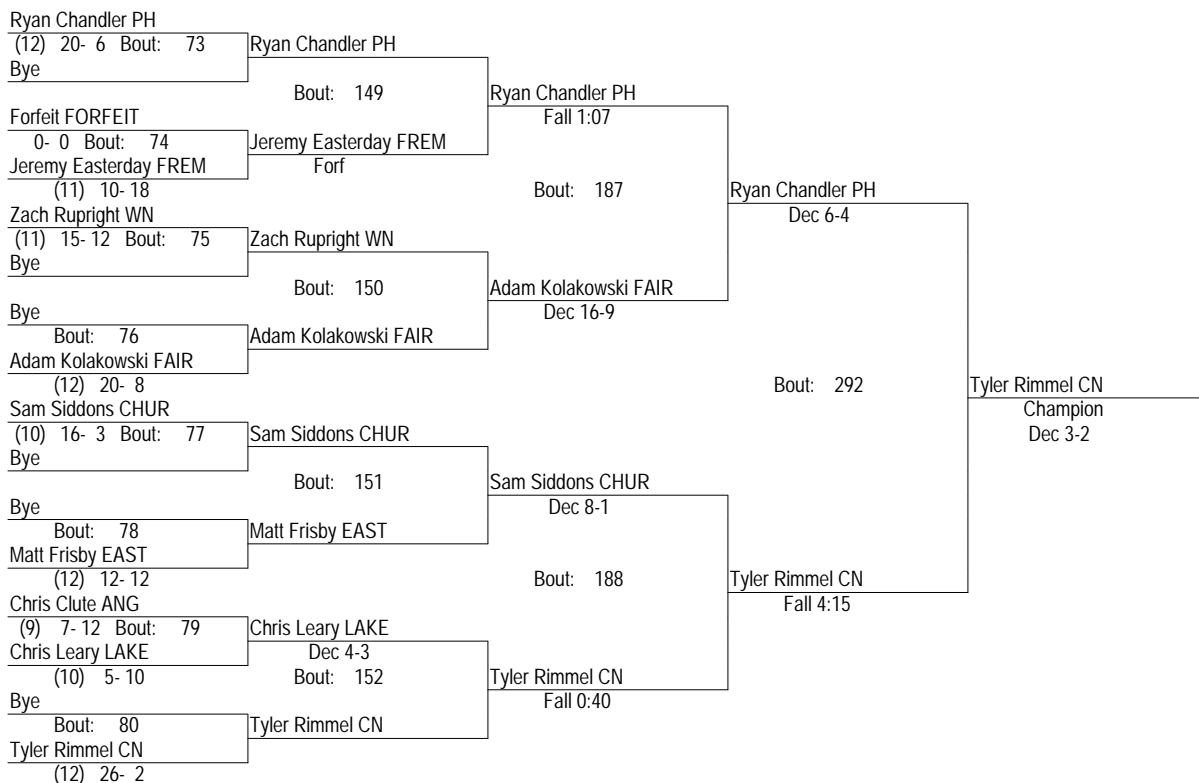 Ryan Chandler PH
(12) 20- 6 Bout: 73
Bye
Forfeit FORFEIT
0- 0 Bout: 74
Jeremy Easterday FREM
(11) 10- 18
Zach Rupright WN
(11) 15- 12 Bout: 75
Bye
Bye
Bout: 76
Adam Kolakowski FAIR
(12) 20- 8
Sam Siddons CHUR
(10) 16- 3 Bout: 77
Bye
Bye
Bout: 78
Matt Frisby EAST
(12) 12- 12
Chris Clute ANG
(9) 7- 12 Bout: 79
Chris Leary LAKE
(10) 5- 10
Bye
Bout: 80
Tyler Rimmel CN
(12) 26- 2
Ryan Chandler PH
Bout: 149
Jeremy Easterday FREM
Forf
Zach Rupright WN
Bout: 150
Adam Kolakowski FAIR
Sam Siddons CHUR
Bout: 151
Matt Frisby EAST
Chris Leary LAKE
Dec 4-3
Bout: 152
Tyler Rimmel CN
Ryan Chandler PH
Fall 1:07
Bout: 187
Adam Kolakowski FAIR
Dec 16-9
Sam Siddons CHUR
Dec 8-1
Bout: 188
Tyler Rimmel CN
Fall 0:40
Ryan Chandler PH
Dec 6-4
Bout: 292
Tyler Rimmel CN
Fall 4:15
Tyler Rimmel CN
Champion
Dec 3-2